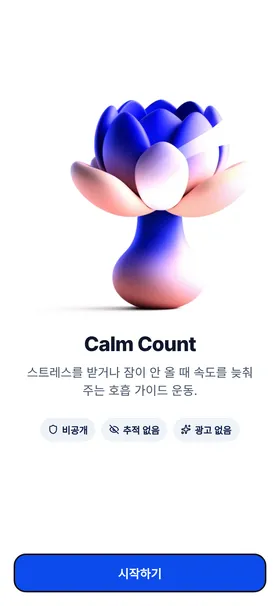 Calm Count
스트레스를 받거나 잠이 안 올 때 속도를 늦춰
주는 호흡 가이드 운동.
비공개
추적 없음
광고 없음
시작하기